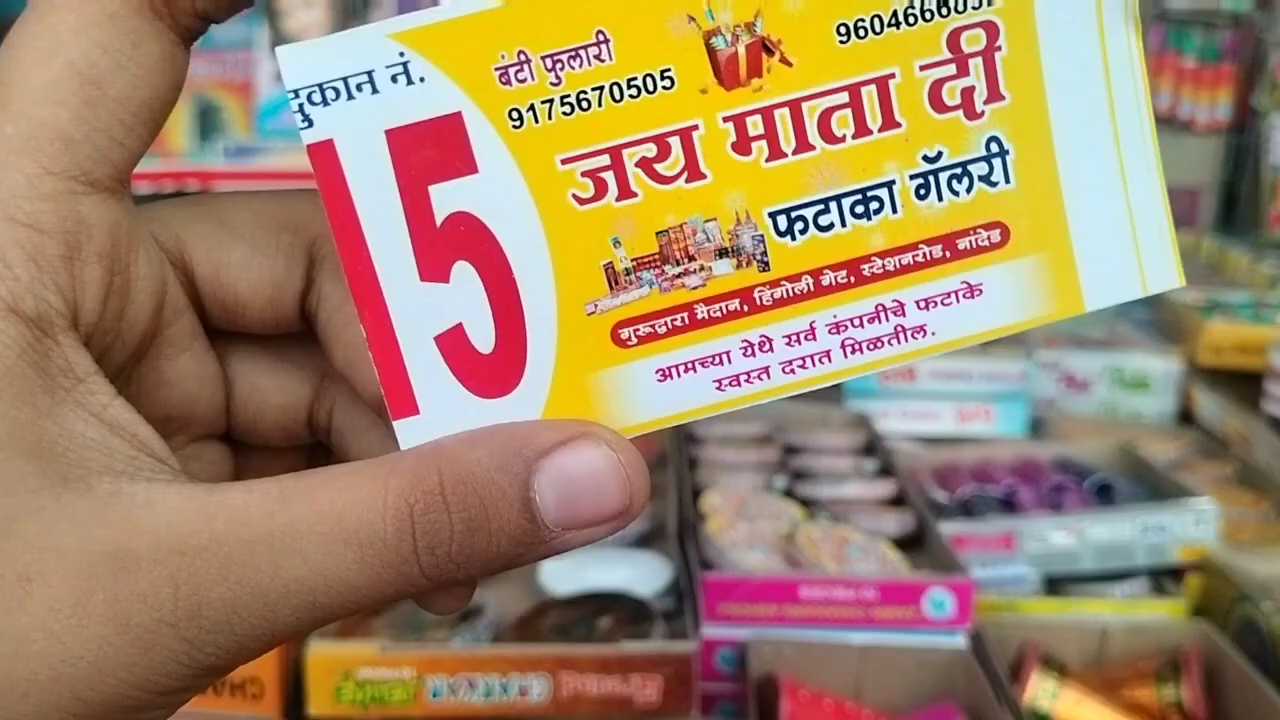 दुकान नं.
15
बंटी फुलारी
9175670505
जय माता दी
फटाका गॅलरी
गुरूद्वारा मैदान, हिंगोली गेट, स्टेशनरोड, नांदेड
आमच्या येथे सर्व कंपनीचे फटाके
स्वस्त दरात मिळतील.